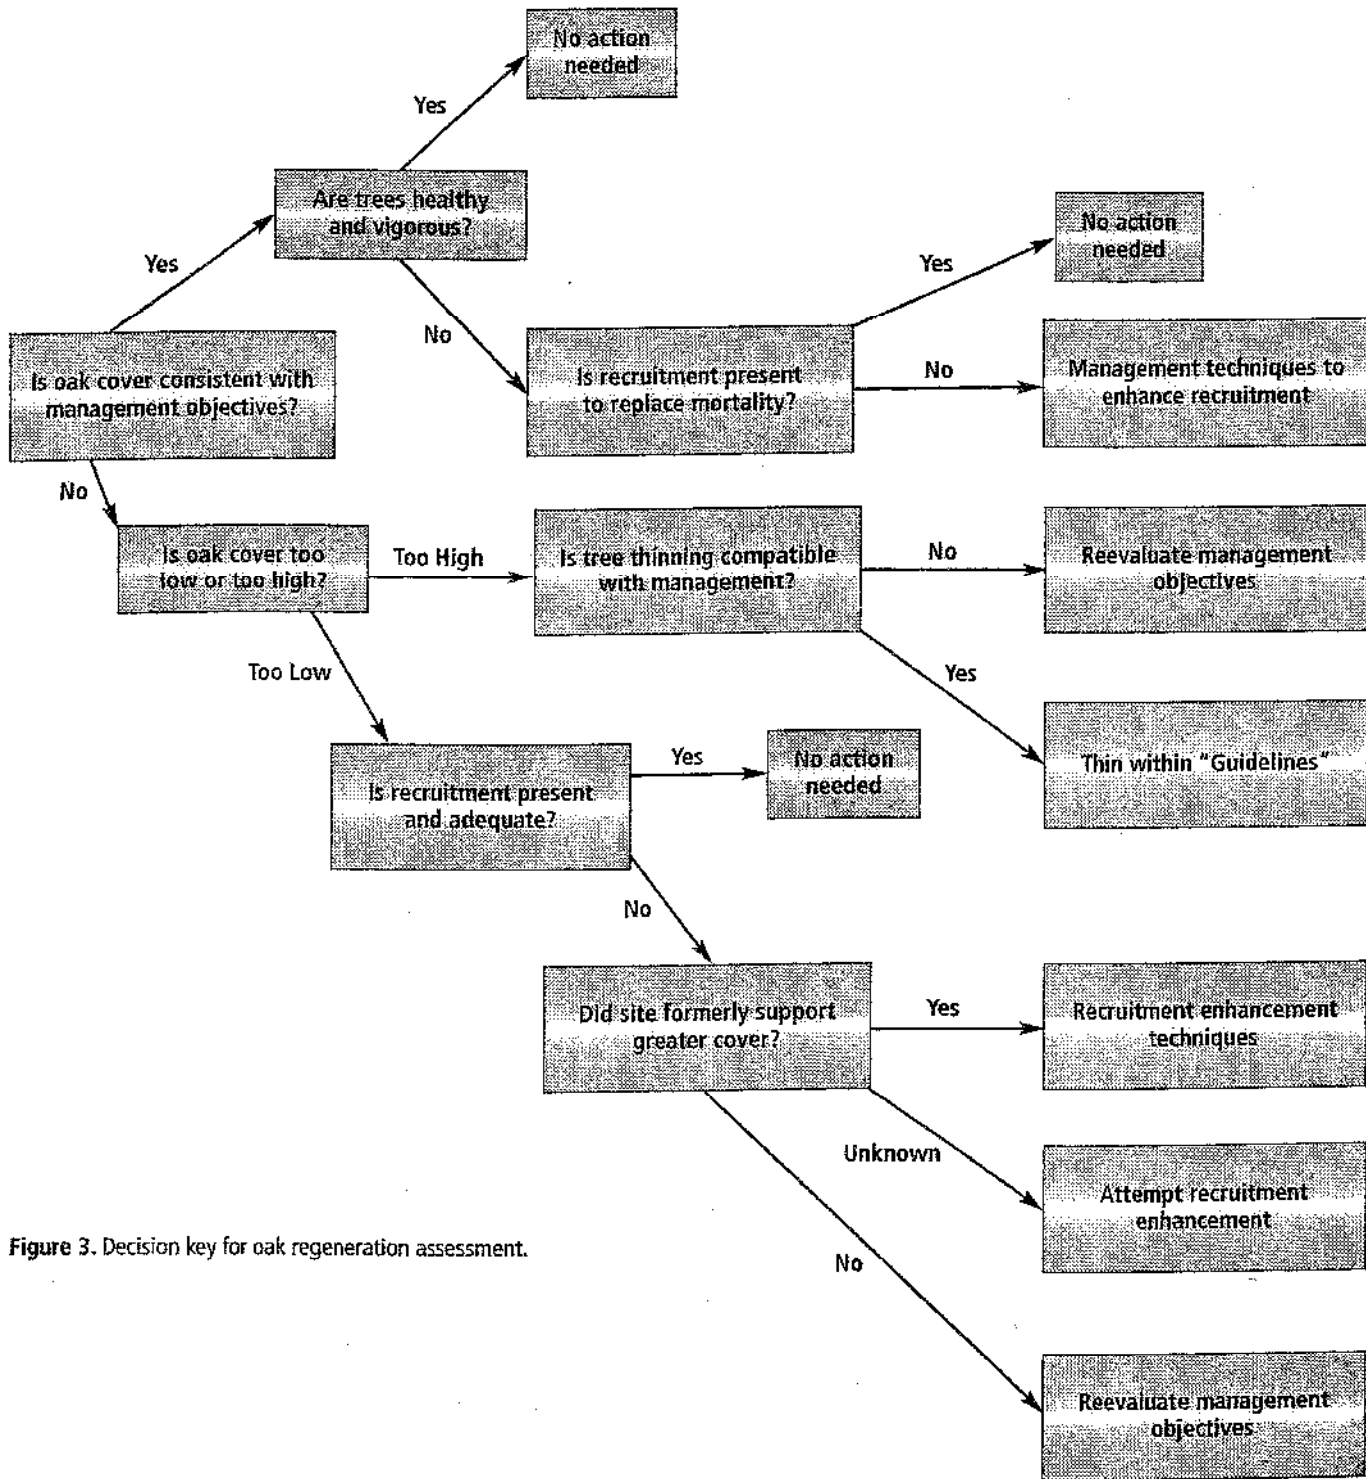 No action
needed
Yes
Are trees healthy
and vigorous?
No action
needed
Yes
Yes
No
Is oak cover consistent with
management objectives?
Is recruitment present
to replace mortality?
No
Management techniques to
enhance recruitment
No
Is oak cover too
low or too high?
Too High
Is tree thinning compatible
with management?
No
Reevaluate management
objectives
Too Low
Yes
Is recruitment present
and adequate?
Yes
No action
needed
Thin within "Guidelines"
No
Did site formerly support
greater cover?
Yes
Recruitment enhancement
techniques
Unknown
Attempt recruitment
enhancement
Figure 3. Decision key for oak regeneration assessment.
No
Reevaluate management
objectives